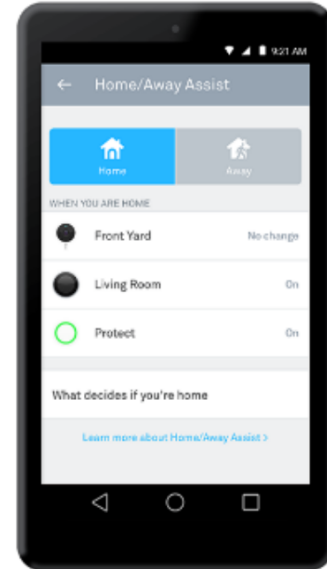 9:21 AM
Home/Away Assist
Home
Away
WHEN YOU ARE HOME
Front Yard
No change
Living Room
On
Protect
On
What decides if you're home
Learn more about Home/Away Assist >